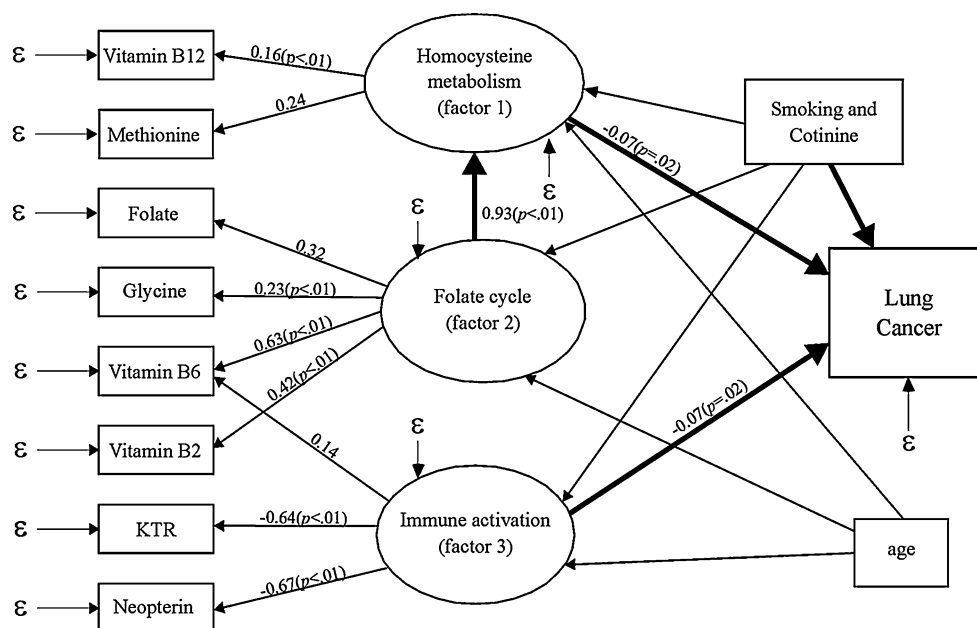 ε
Vitamin B12
0.16(p<.01)
Homocysteine
metabolism
(factor 1)
ε
Methionine
0.24
Smoking and
Cotinine
-0.07(p=.02)
ε
Folate
0.32
ε
ε
0.93(p<.01)
ε
Glycine
0.23(p<.01)
Folate cycle
(factor 2)
Lung
Cancer
ε
Vitamin B6
0.63(p<.01)
ε
Vitamin B2
0.42(p<.01)
0.14
ε
-0.07(p=.02)
ε
ε
KTR
-0.64(p<.01)
Immune activation
(factor 3)
age
ε
Neopterin
-0.67(p<.01)